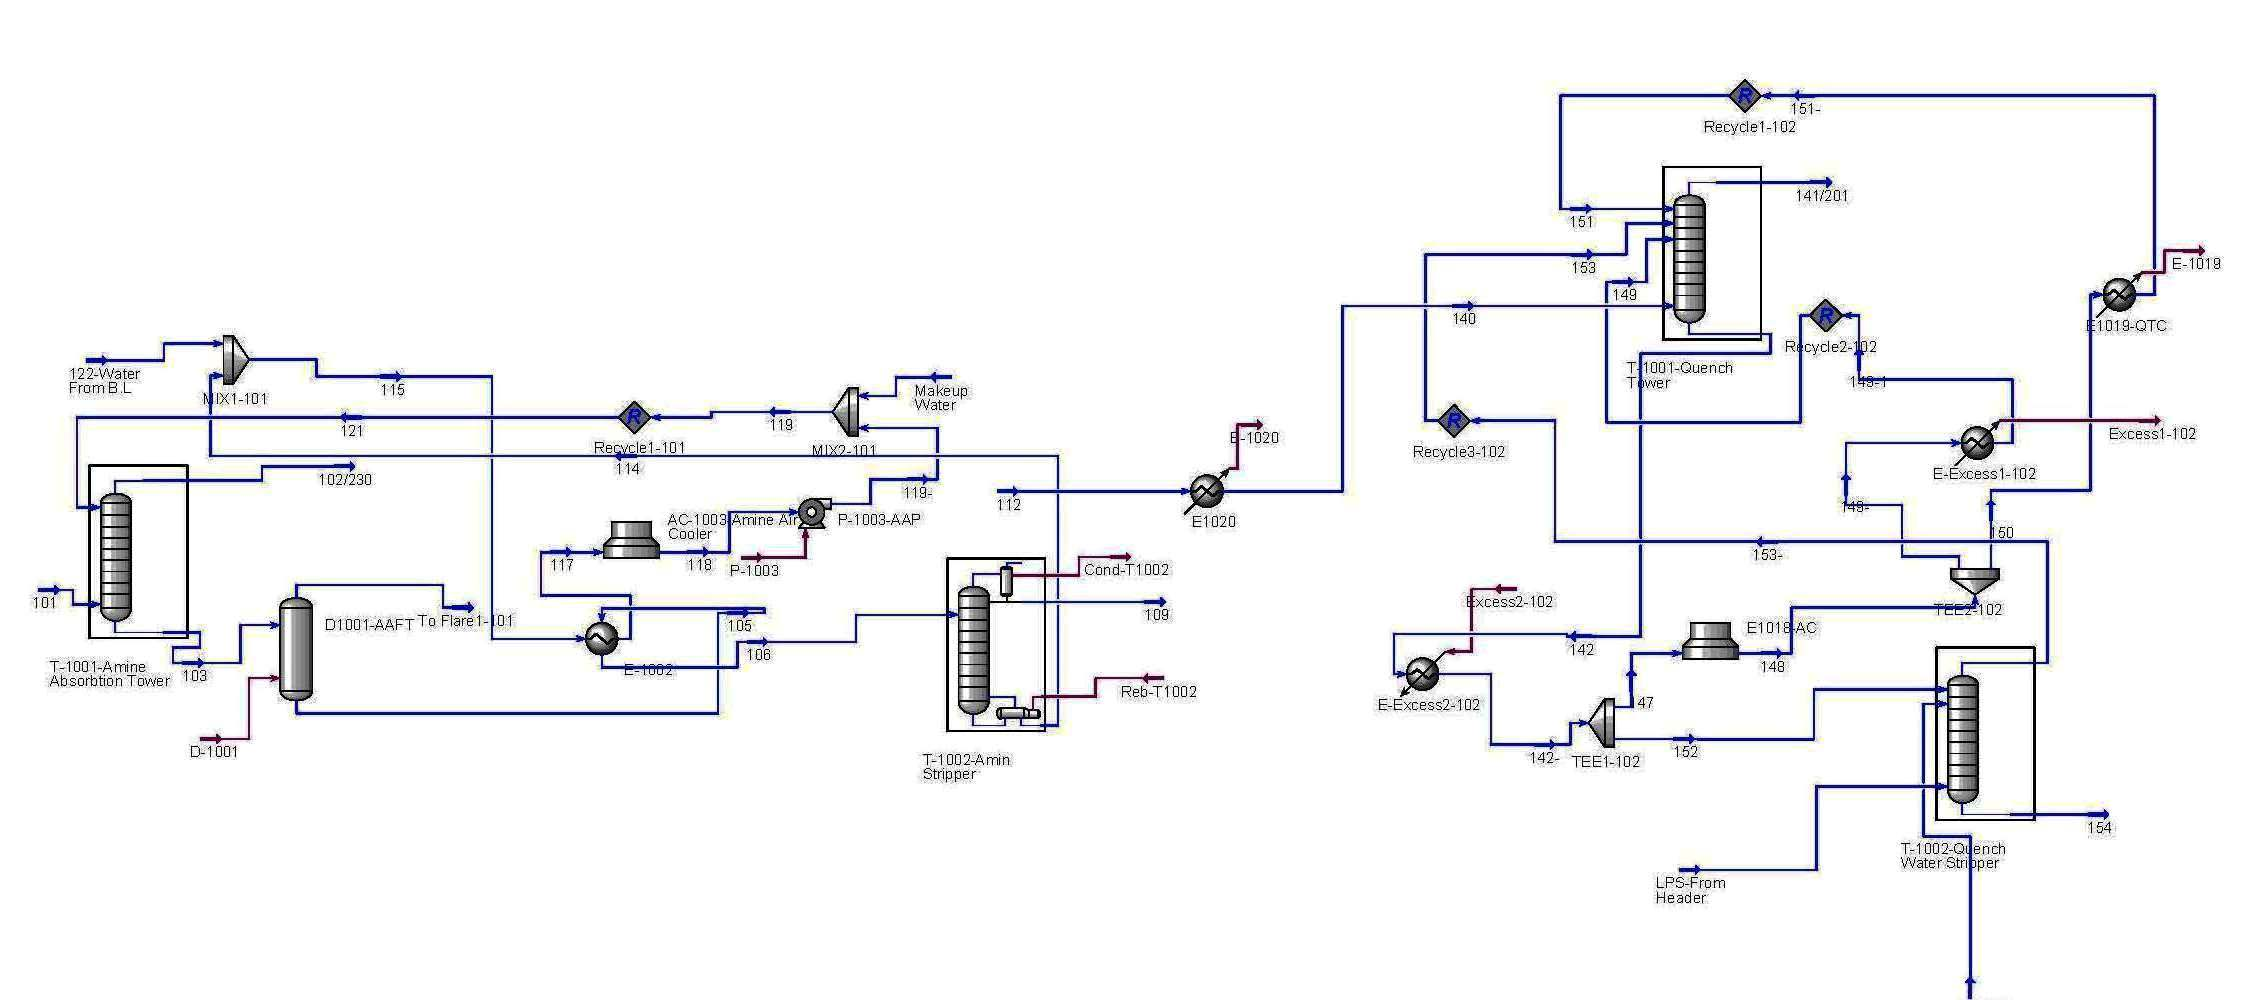 R
151-
Recycle1-102
141/201
151
153
E-1019
149
140
R
E1019-QTC
122-Water
From B.L
MIX1-101
115
Makeup
Water
Recycle2-102
T-1001-Quench
Tower
149-1
R
121
119
Recycle1-101
MIX2-101
114
R
Recycle3-102
E-1020
Excess1-102
E-Excess1-102
102/230
119-
112
E1020
149-
150
AC-1003 Amine Air
Cooler
P-1003-AAP
117
118
P-1003
153-
Cond-T1002
101
D1001-AAFT
To Flare1-101
105
109
Excess2-102
TEE2-102
E1018-AC
T-1001-Amine
Absorbtion Tower
103
E-1002
106
142
148
Reb-T1002
E-Excess2-102
47
D-1001
142-
TEE1-102
152
T-1002-Amin
Stripper
154
T-1002-Quench
Water Stripper
LPS-From
Header